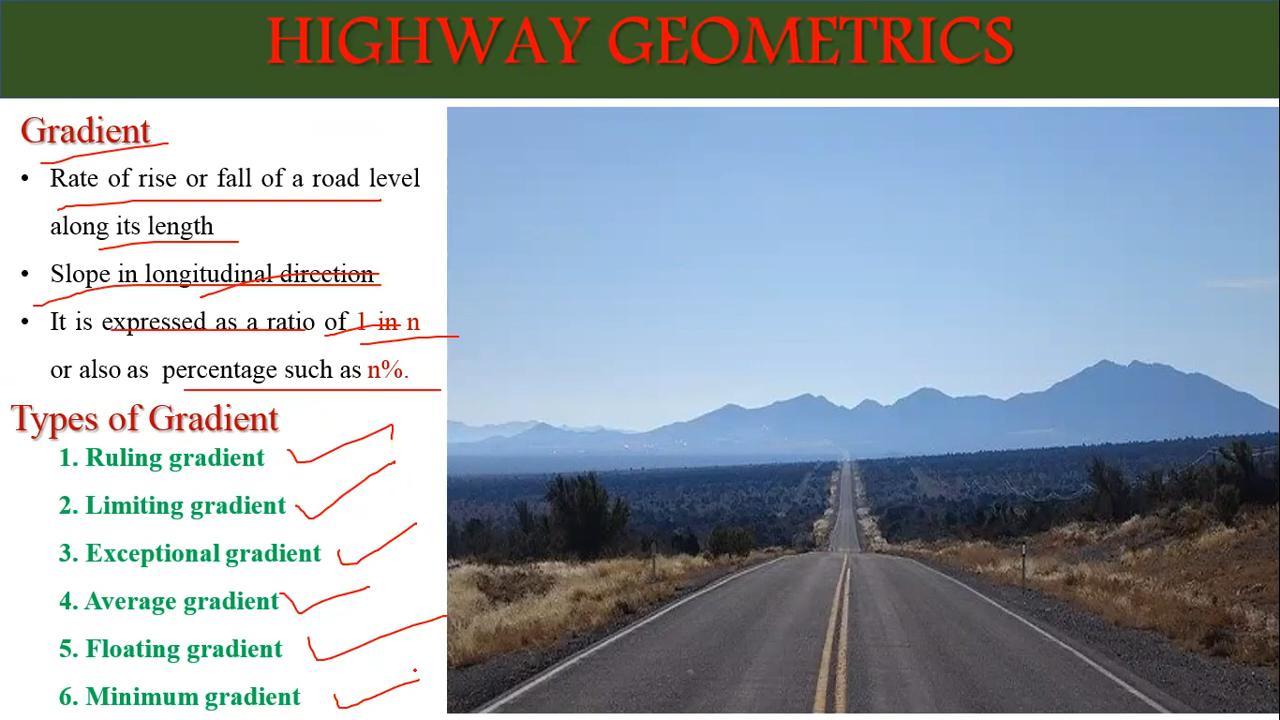 HIGHWAY GEOMETRICS
Gradient
• Rate of rise or fall of a road level
along its length
• Slope in longitudinal direction
• It is expressed as a ratio of 1 in n
or also as percentage such as n%.
Types of Gradient
1. Ruling gradient
2. Limiting gradient
3. Exceptional gradient
4. Average gradient
5. Floating gradient
6. Minimum gradient